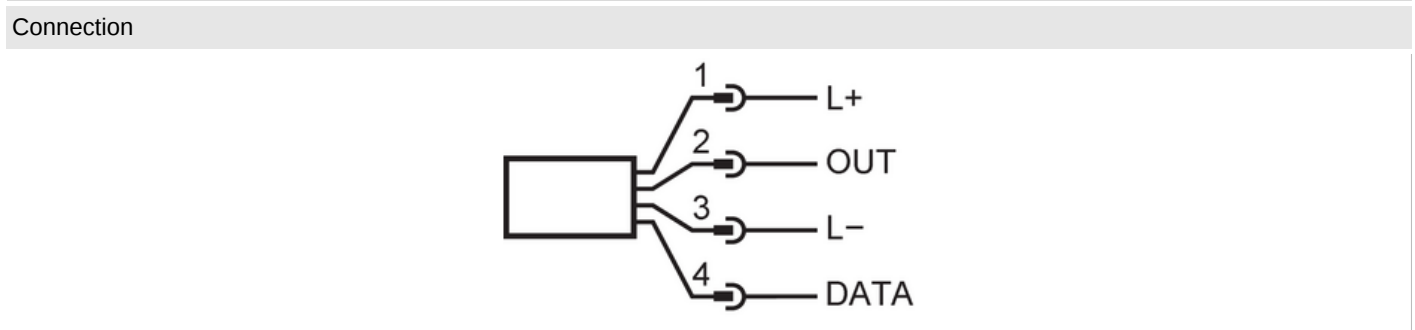 Connection
1 L+
2 OUT
3 L−
4 DATA